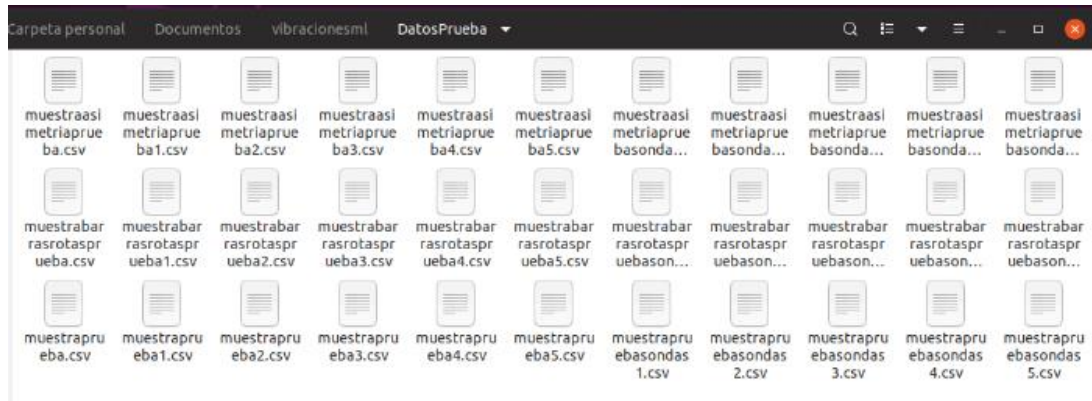 Carpeta personal Documentos vibracionesml DatosPrueba
muestraasi muestraasi muestraasi muestraasi muestraasi muestraasi muestraasi muestraasi muestraasi muestraasi muestraasi
metriaprue metriaprue metriaprue metriaprue metriaprue metriaprue metriaprue metriaprue metriaprue metriaprue metriaprue
ba.csv ba1.csv ba2.csv ba3.csv ba4.csv ba5.csv basonda... basonda... basonda... basonda... basonda...
muestrabar muestrabar muestrabar muestrabar muestrabar muestrabar muestrabar muestrabar muestrabar muestrabar muestrabar
rasrotaspr rasrotaspr rasrotaspr rasrotaspr rasrotaspr rasrotaspr rasrotaspr rasrotaspr rasrotaspr rasrotaspr rasrotaspr
ueba.csv ueba1.csv ueba2.csv ueba3.csv ueba4.csv ueba5.csv uebason... uebason... uebason... uebason... uebason...
muestrapru muestrapru muestrapru muestrapru muestrapru muestrapru muestrapru muestrapru muestrapru muestrapru muestrapru
eba.csv eba1.csv eba2.csv eba3.csv eba4.csv eba5.csv ebasondas ebasondas ebasondas ebasondas ebasondas
1.csv 2.csv 3.csv 4.csv 5.csv